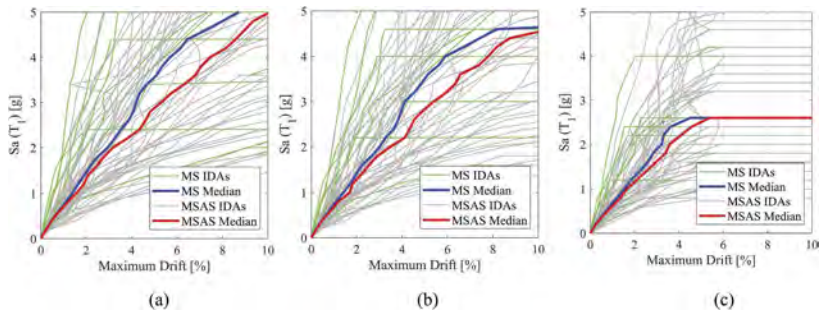 5
4
3
2
1
0
Sa (T1) [g]
MS IDAs
MS Median
MSAS IDAs
MSAS Median
0 2 4 6 8 10
Maximum Drift [%]
(a)
5
4
3
2
1
0
Sa (T1) [g]
MS IDAs
MS Median
MSAS IDAs
MSAS Median
0 2 4 6 8 10
Maximum Drift [%]
(b)
5
4
3
2
1
0
Sa (T1) [g]
MS IDAs
MS Median
MSAS IDAs
MSAS Median
0 2 4 6 8 10
Maximum Drift [%]
(c)